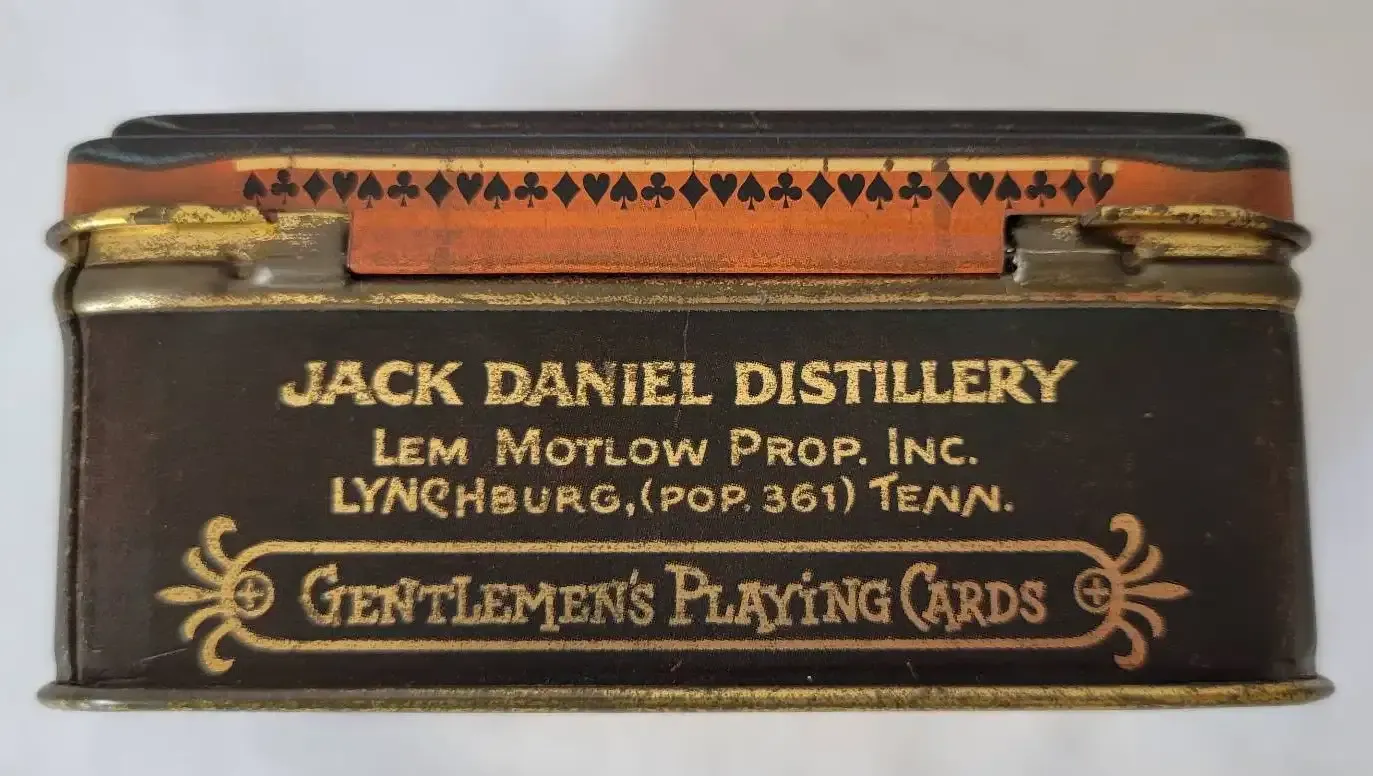 JACK DANIEL DISTILLERY
LEM MOTLOW PROP. INC.
LYNCHBURG, (POP. 361) TENN.
GENTLEMEN'S PLAYING CARDS